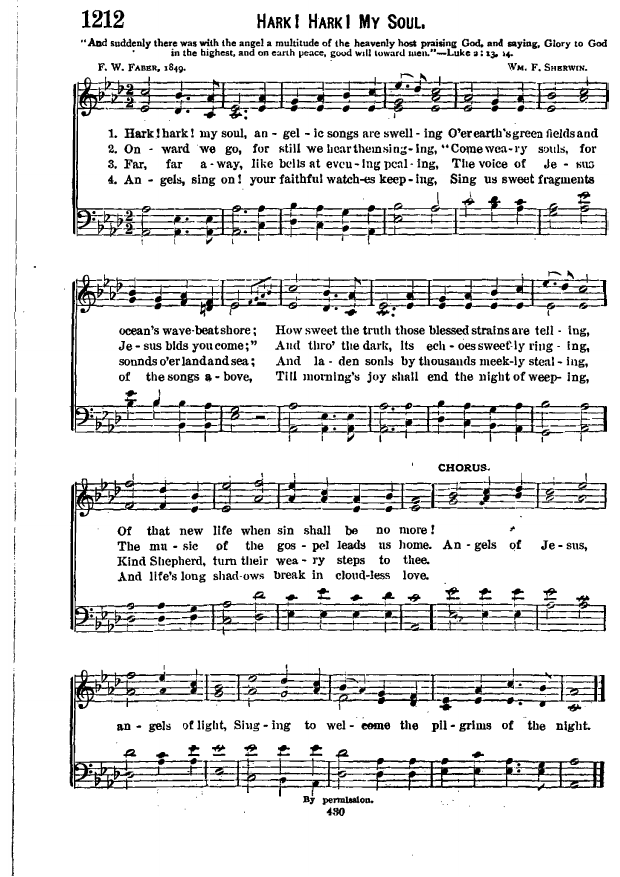 1212
HARK! HARK! MY SOUL.
"And suddenly there was with the angel a multitude of the heavenly host praising God, and saying, Glory to God
in the highest, and on earth peace, good will toward men."—Luke 2: 13, 14.
F. W. FABER, 1849. WM. F. SHERWIN.
1. Hark! hark! my soul, an - gel - ic songs are swell - ing O'er earth's green fields and
2. On - ward we go, for still we hear them sing - ing, "Come wea - ry souls, for
3. Far, far a - way, like bells at eve - ning peal - ing, The voice of Je - sus
4. An - gels, sing on! your faithful watch - es keep - ing, Sing us sweet fragments
ocean's wave-beat shore; How sweet the truth those blessed strains are tell - ing,
Je - sus bids you come;" And thro' the dark, its ech - oes sweet-ly ring - ing,
sounds o'er land and sea; And la - den souls by thousands meek-ly steal - ing,
of the songs a - bove, Till morning's joy shall end the night of weep - ing,
CHORUS.
Of that new life when sin shall be no more!
The mu - sic of the gos - pel leads us home. An - gels of Je - sus,
Kind Shepherd, turn their wea - ry steps to thee.
And life's long shad - ows break in cloud - less love.
an - gels of light, Sing - ing to wel - come the pil - grims of the night.
By permission.
430